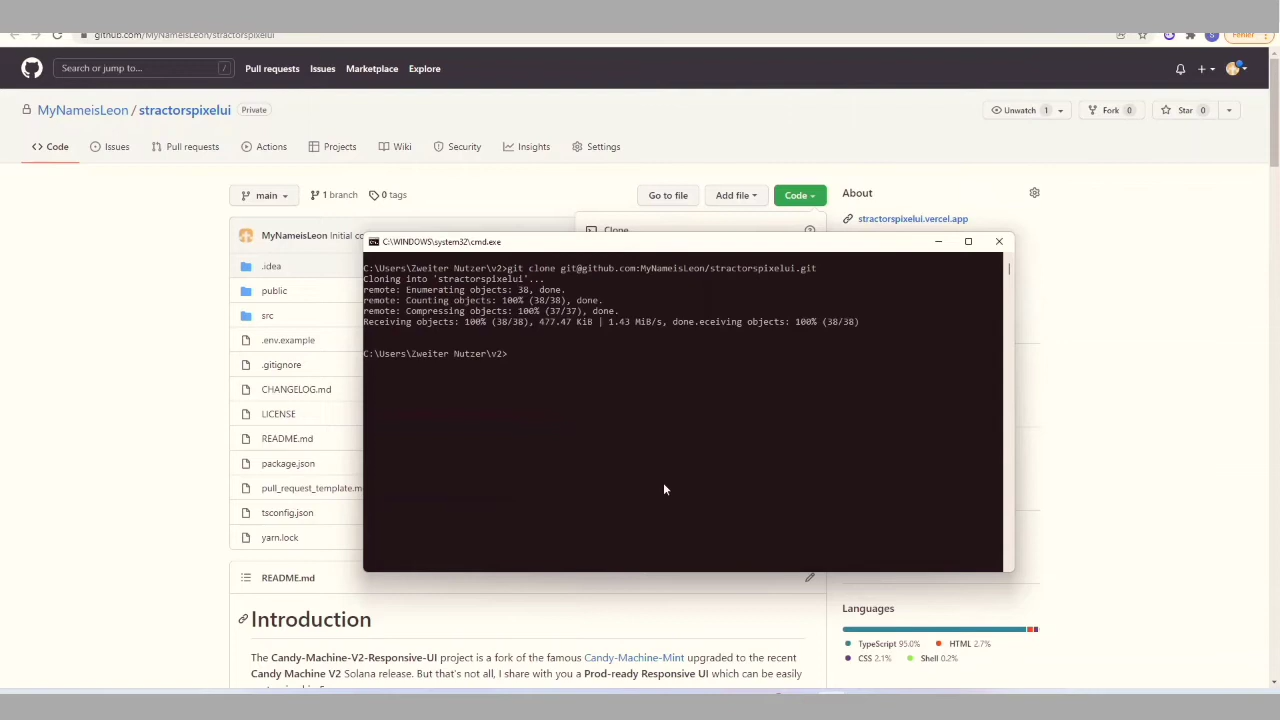 github.com/MyNameisLeon/stractorspixelui
Search or jump to... /
Pull requests Issues Marketplace Explore
MyNameisLeon / stractorspixelui Private
Unwatch 1 Fork 0 Star 0
Code Issues Pull requests Actions Projects Wiki Security Insights Settings
main 1 branch 0 tags Go to file Add file Code
About
stractorspixelui.vercel.app
MyNameisLeon Initial co
Clone
C:\WINDOWS\system32\cmd.exe
C:\Users\Zweiter Nutzer\v2>git clone git@github.com:MyNameisLeon/stractorspixelui.git
Cloning into 'stractorspixelui'...
remote: Enumerating objects: 38, done.
remote: Counting objects: 100% (38/38), done.
remote: Compressing objects: 100% (37/37), done.
Receiving objects: 100% (38/38), 477.47 KiB | 1.43 MiB/s, done.eceiving objects: 100% (38/38)
C:\Users\Zweiter Nutzer\v2>
.idea
public
src
.env.example
.gitignore
CHANGELOG.md
LICENSE
README.md
package.json
pull_request_template.m
tsconfig.json
yarn.lock
README.md
Introduction
The Candy-Machine-V2-Responsive-UI project is a fork of the famous Candy-Machine-Mint upgraded to the recent
Candy Machine V2 Solana release. But that's not all, I share with you a Prod-ready Responsive UI which can be easily
Languages
TypeScript 95.0% HTML 2.7%
CSS 2.1% Shell 0.2%